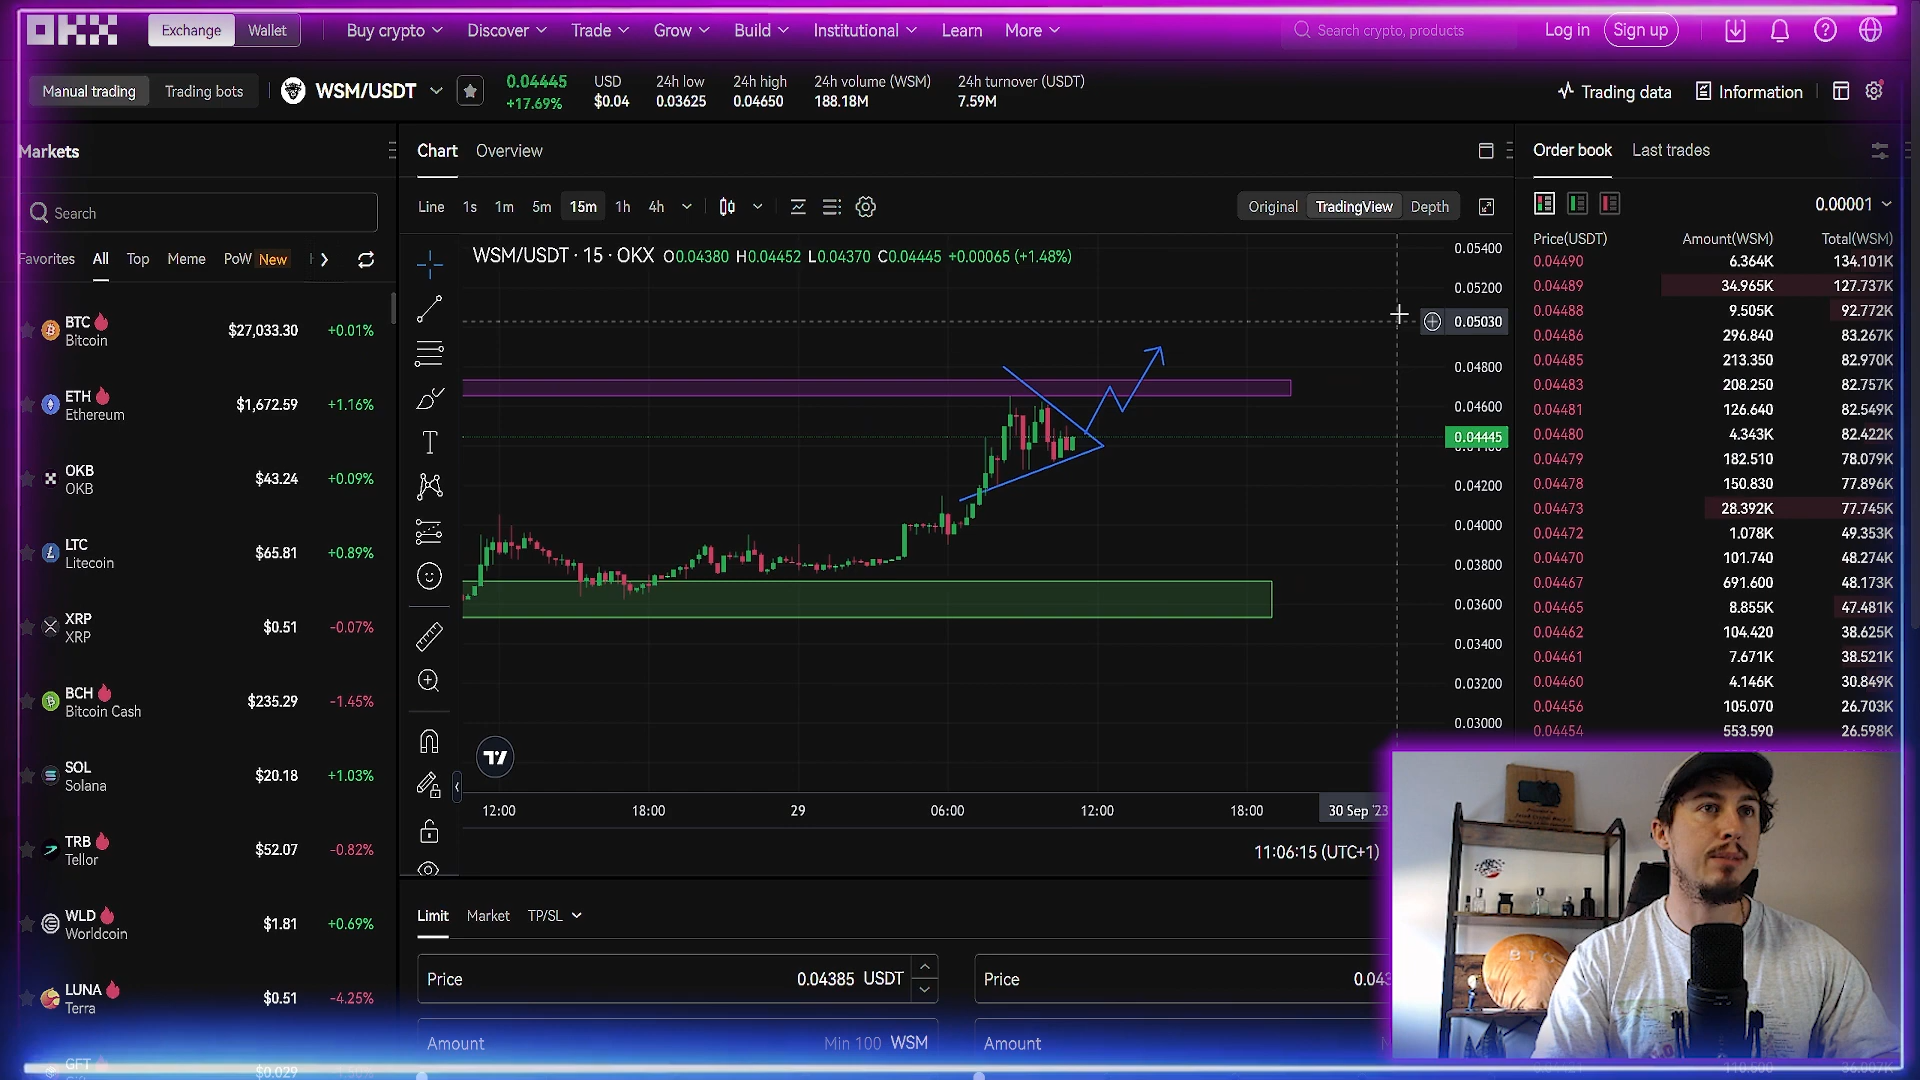 OKX
Exchange
Wallet
Buy crypto
Discover
Trade
Grow
Build
Institutional
Learn
More
Search crypto, products
Log in
Sign up
Manual trading
Trading bots
WSM/USDT
0.04445
+17.69%
USD
$0.04
24h low
0.03625
24h high
0.04650
24h volume (WSM)
188.18M
24h turnover (USDT)
7.59M
Trading data
Information
Markets
Search
Favorites
All
Top
Meme
PoW
New
BTC
Bitcoin
$27,033.30
+0.01%
ETH
Ethereum
$1,672.59
+1.16%
OKB
OKB
$43.24
+0.09%
LTC
Litecoin
$65.81
+0.89%
XRP
XRP
$0.51
-0.07%
BCH
Bitcoin Cash
$235.29
-1.45%
SOL
Solana
$20.18
+1.03%
TRB
Tellor
$52.07
-0.82%
WLD
Worldcoin
$1.81
+0.69%
LUNA
Terra
$0.51
-4.25%
GFT
$0.029
Chart
Overview
Line
1s
1m
5m
15m
1h
4h
Original
TradingView
Depth
WSM/USDT · 15 · OKX O0.04380 H0.04452 L0.04370 C0.04445 +0.00065 (+1.48%)
0.05400
0.05200
0.05030
0.04800
0.04600
0.04445
0.04200
0.04000
0.03800
0.03600
0.03400
0.03200
0.03000
12:00
18:00
29
06:00
12:00
18:00
30 Sep '23
11:06:15 (UTC+1)
Limit
Market
TP/SL
Price
0.04385 USDT
Price
Amount
Min 100 WSM
Amount
Order book
Last trades
0.00001
Price(USDT) Amount(WSM) Total(WSM)
0.04490 6.364K 134.101K
0.04489 34.965K 127.737K
0.04488 9.505K 92.772K
0.04486 296.840 83.267K
0.04485 213.350 82.970K
0.04483 208.250 82.757K
0.04481 126.640 82.549K
0.04480 4.343K 82.422K
0.04479 182.510 78.079K
0.04478 150.830 77.896K
0.04473 28.392K 77.745K
0.04472 1.078K 49.353K
0.04470 101.740 48.274K
0.04467 691.600 48.173K
0.04465 8.855K 47.481K
0.04462 104.420 38.625K
0.04461 7.671K 38.521K
0.04460 4.146K 30.849K
0.04456 105.070 26.703K
0.04454 553.590 26.598K